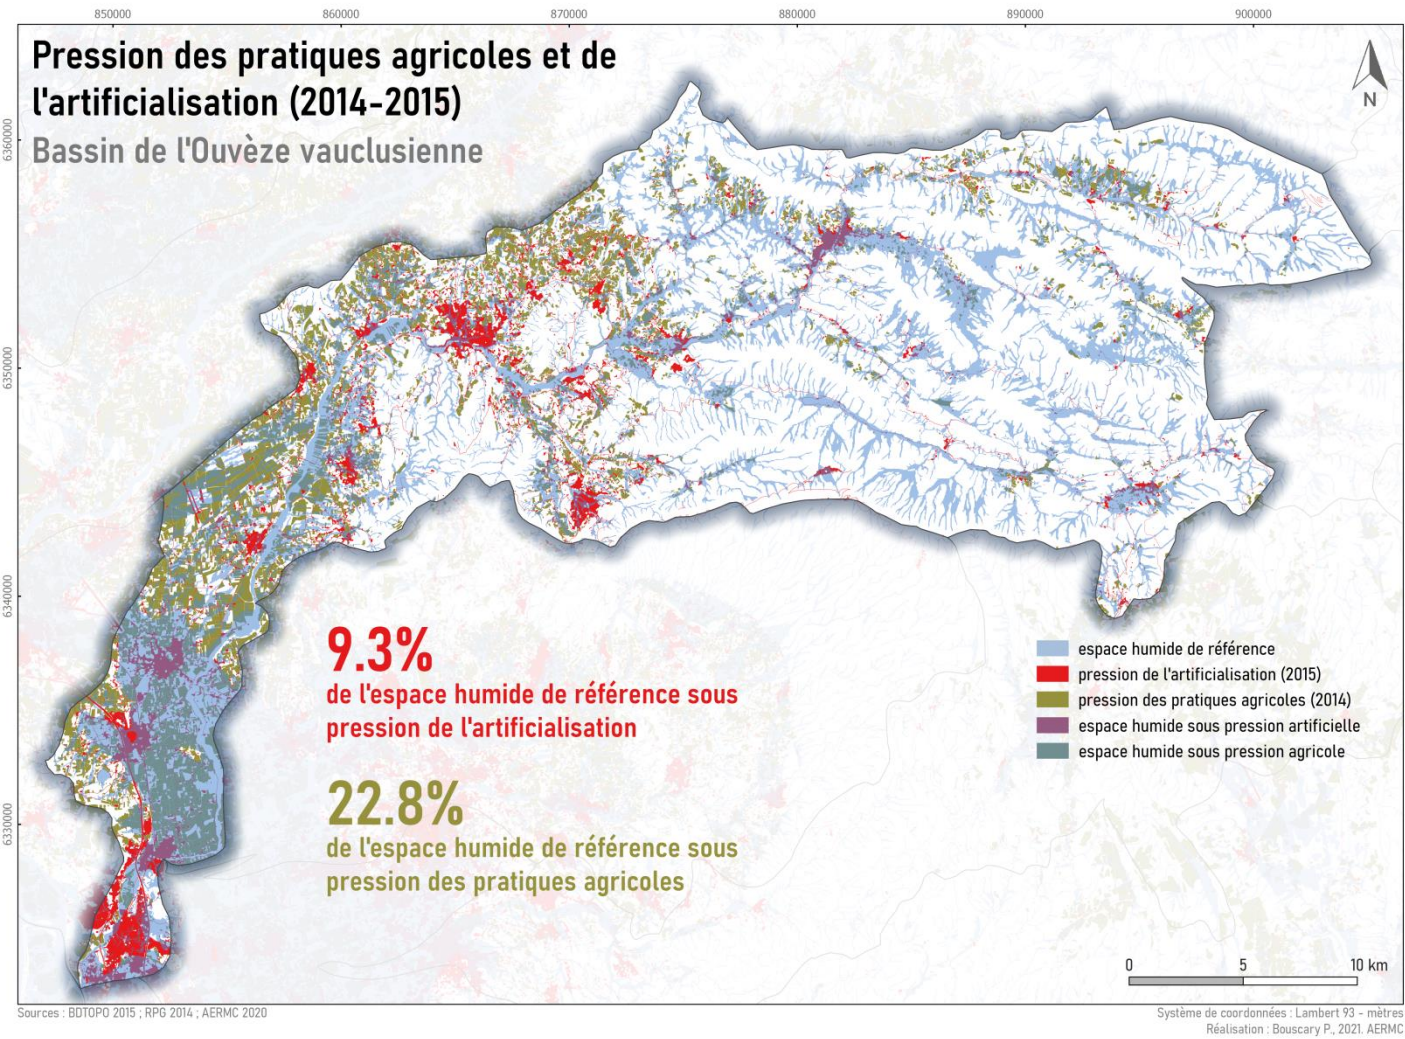 850000
860000
870000
880000
890000
900000
Pression des pratiques agricoles et de
l'artificialisation (2014-2015)
Bassin de l'Ouvèze vauclusienne
N
6360000
6350000
6340000
6330000
9.3%
de l'espace humide de référence sous
pression de l'artificialisation
22.8%
de l'espace humide de référence sous
pression des pratiques agricoles
espace humide de référence
pression de l'artificialisation (2015)
pression des pratiques agricoles (2014)
espace humide sous pression artificielle
espace humide sous pression agricole
0 5 10 km
Sources : BDTOPO 2015 ; RPG 2014 ; AERMC 2020
Système de coordonnées : Lambert 93 - mètres
Réalisation : Bouscary P., 2021. AERMC